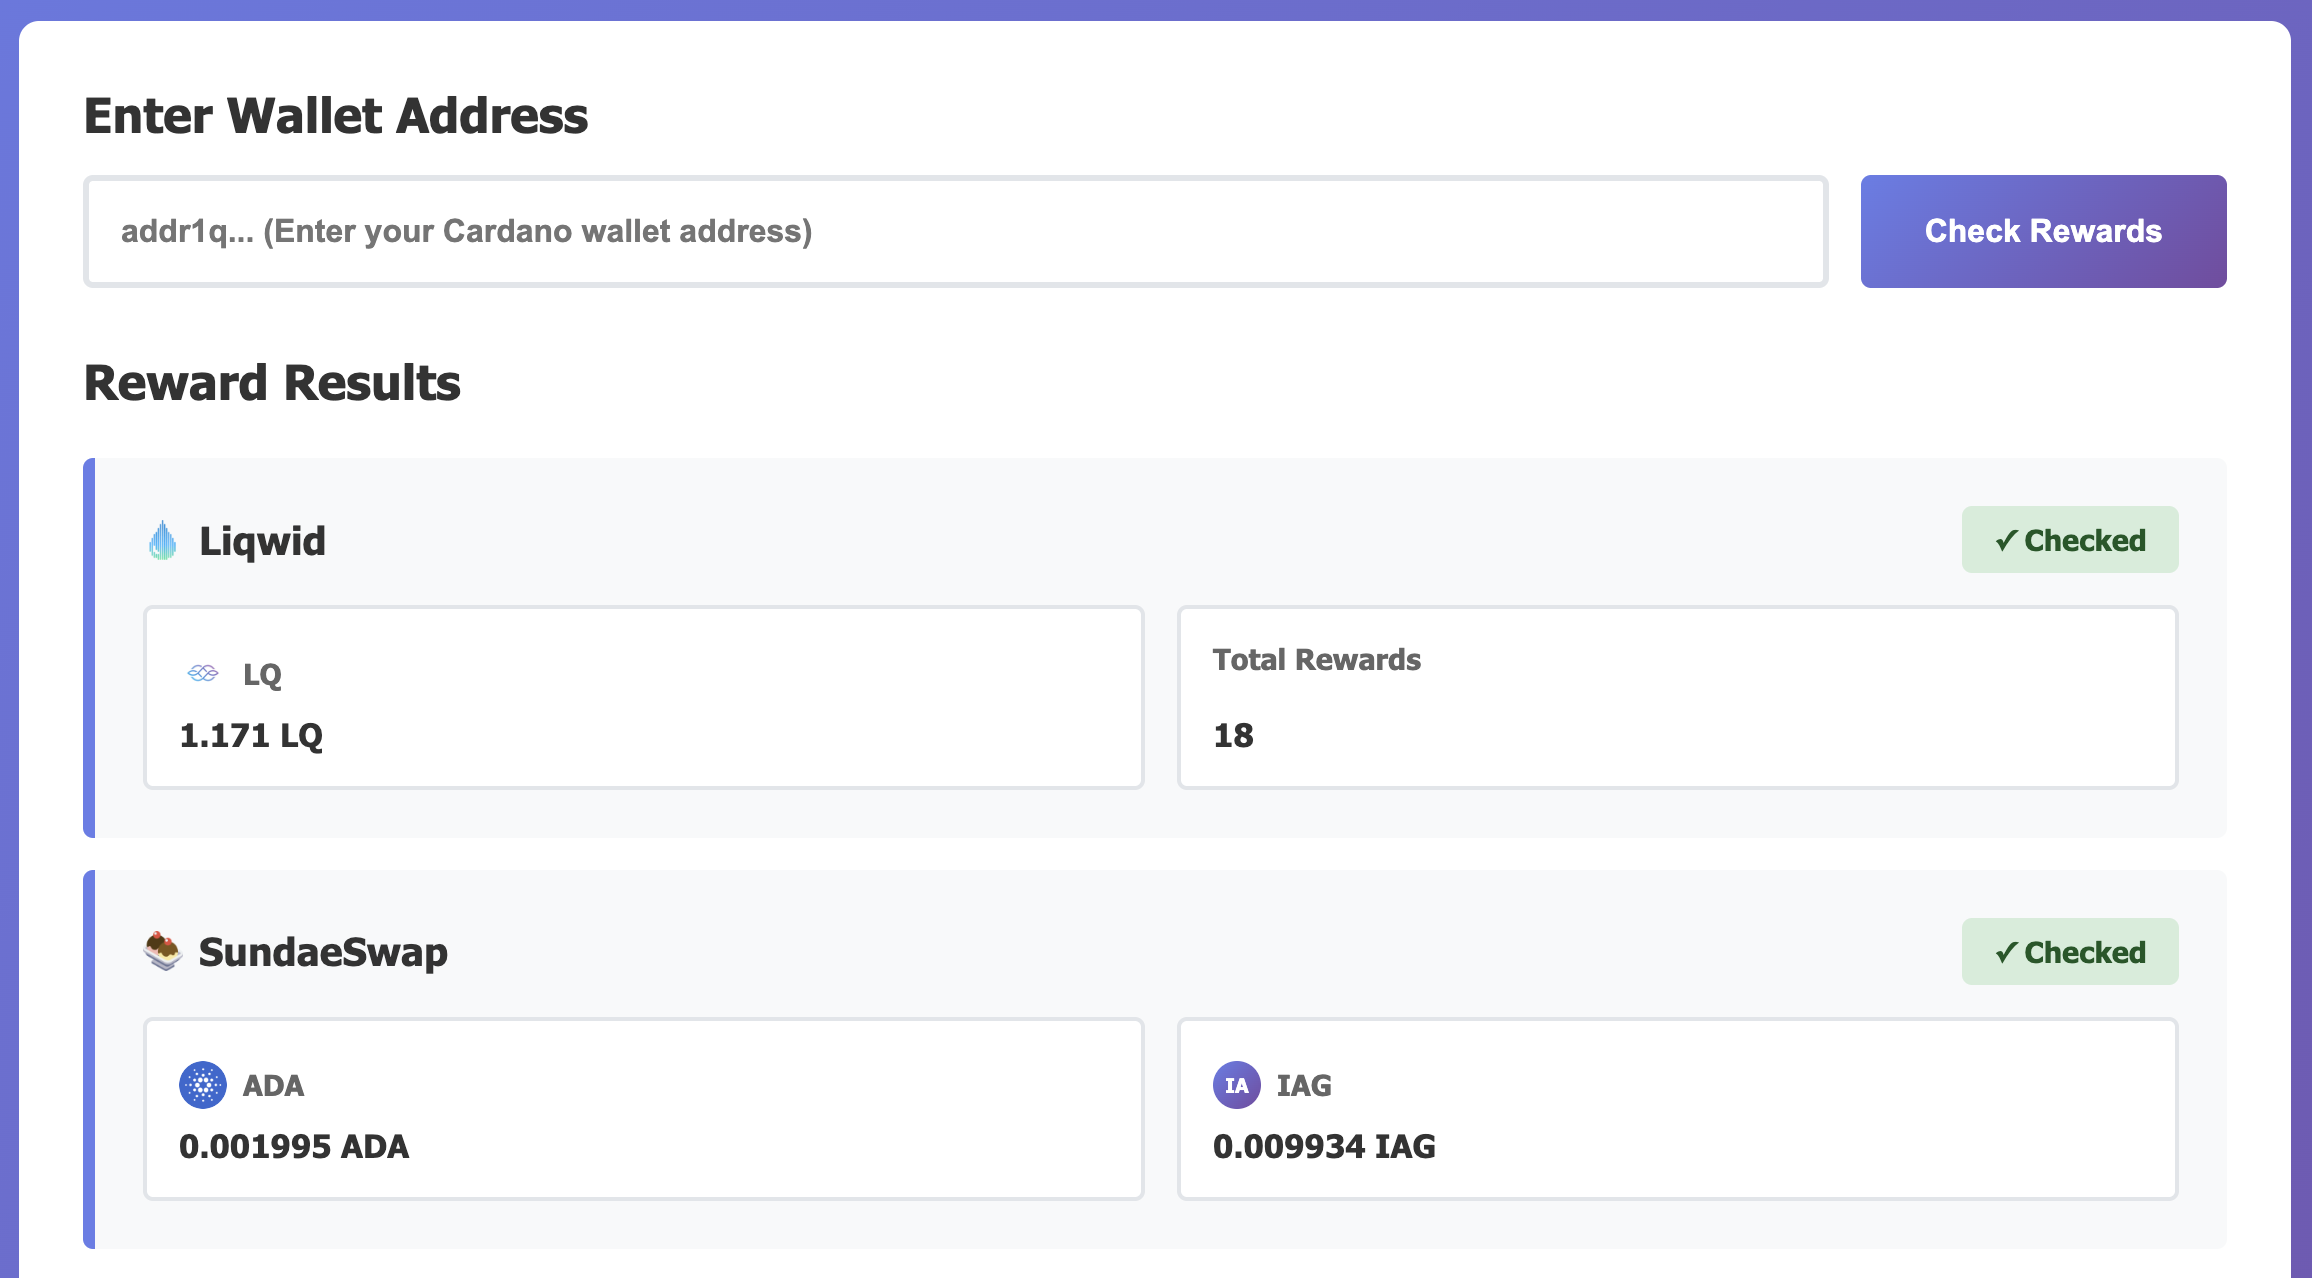 Enter Wallet Address
addr1q... (Enter your Cardano wallet address)
Check Rewards
Reward Results
Liqwid
✓ Checked
LQ
1.171 LQ
Total Rewards
18
SundaeSwap
✓ Checked
ADA
0.001995 ADA
IA
IAG
0.009934 IAG